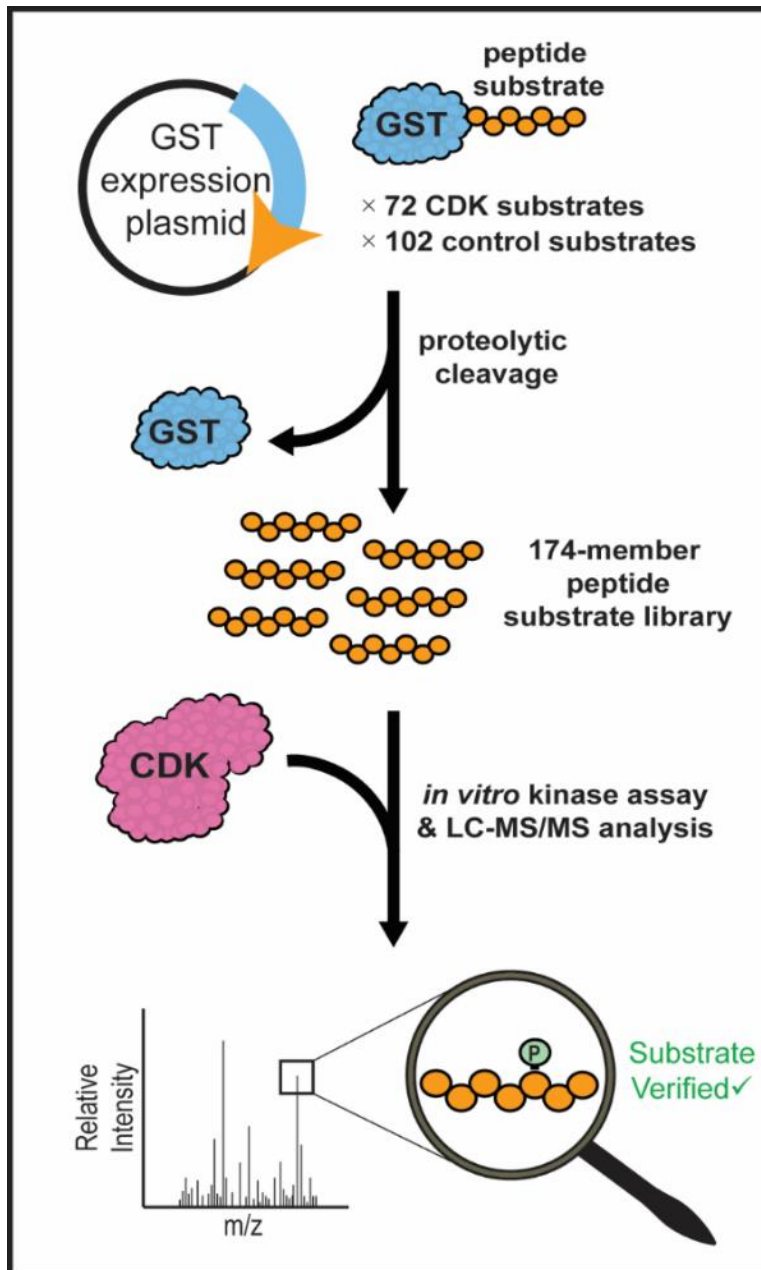 GST
expression
plasmid
peptide
substrate
GST
× 72 CDK substrates
× 102 control substrates
proteolytic
cleavage
GST
174-member
peptide
substrate library
CDK
in vitro kinase assay
& LC-MS/MS analysis
Relative
Intensity
m/z
P
Substrate
Verified✓